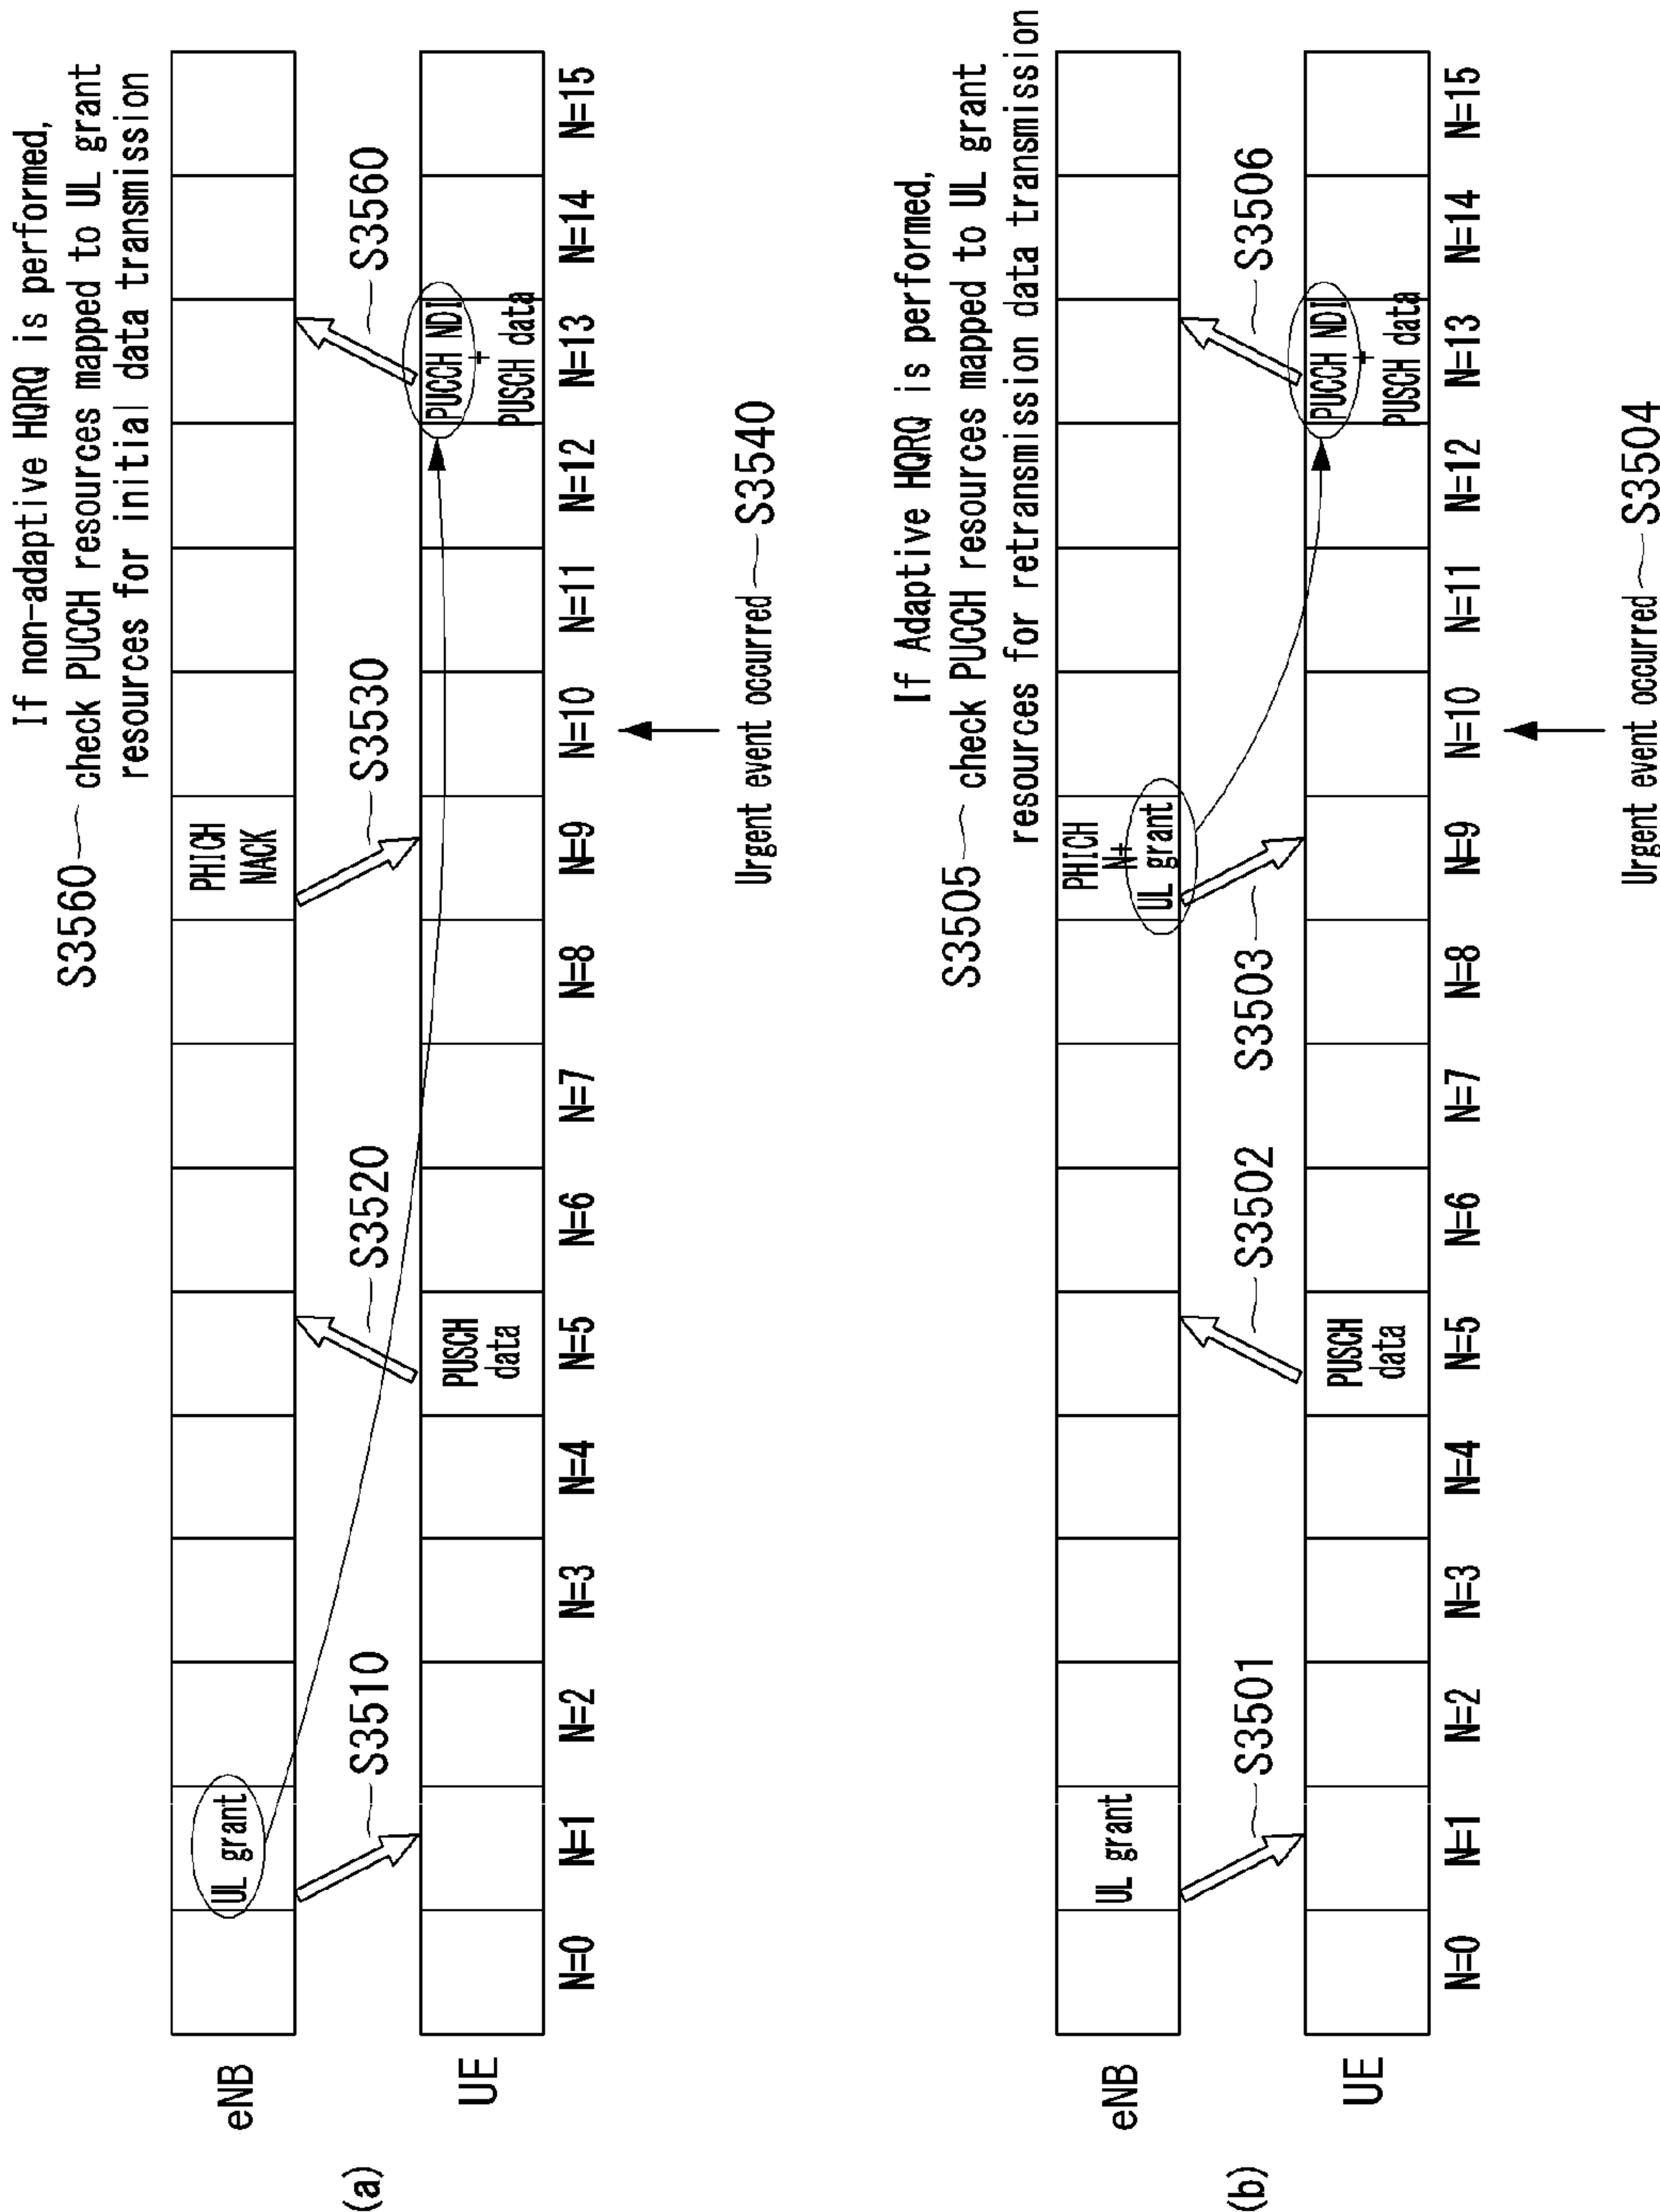 If non-adaptive HQRQ is performed,
S3560 check PUCCH resources mapped to UL grant
resources for initial data transmission
(a)
eNB
UL grant
PHICH
NACK
S3510
S3520
S3530
S3560
UE
PUSCH
data
PUCCH NDI
+
PUSCH data
N=0 N=1 N=2 N=3 N=4 N=5 N=6 N=7 N=8 N=9 N=10 N=11 N=12 N=13 N=14 N=15
Urgent event occurred S3540
If Adaptive HQRQ is performed,
S3505 check PUCCH resources mapped to UL grant
resources for retransmission data transmission
(b)
eNB
UL grant
PHICH
N+
UL grant
S3501
S3502
S3503
S3506
UE
PUSCH
data
PUCCH NDI
+
PUSCH data
N=0 N=1 N=2 N=3 N=4 N=5 N=6 N=7 N=8 N=9 N=10 N=11 N=12 N=13 N=14 N=15
Urgent event occurred S3504